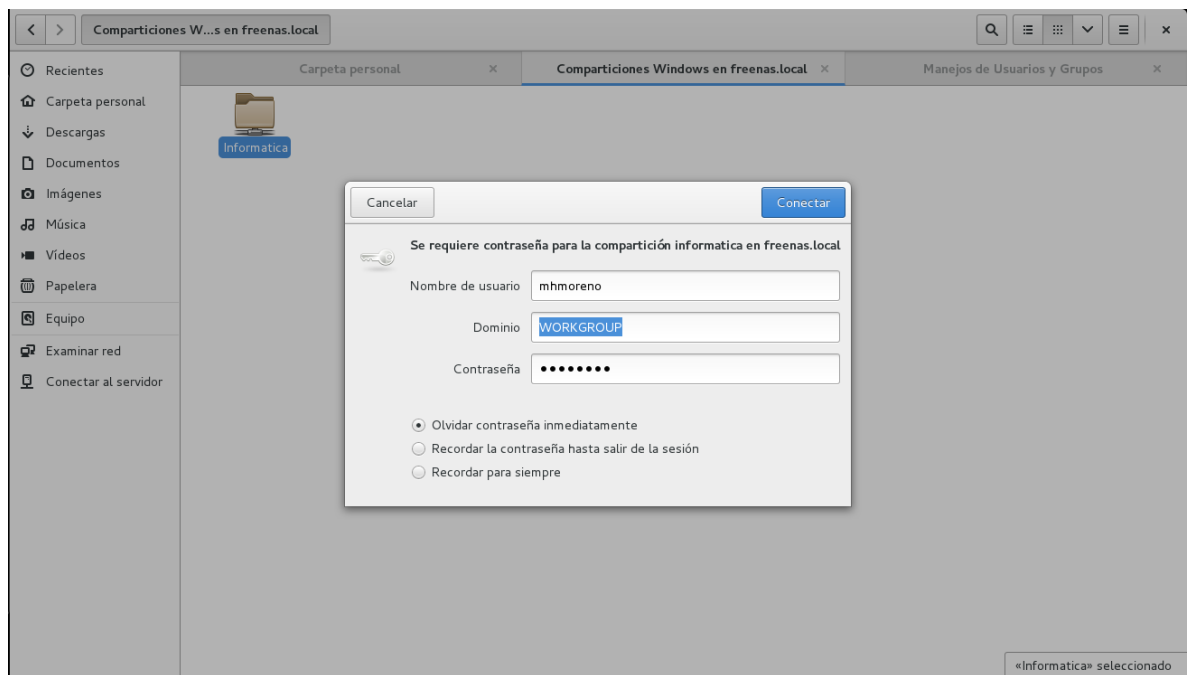 Comparticiones W...s en freenas.local
Recientes
Carpeta personal
Descargas
Documentos
Imágenes
Música
Vídeos
Papelera
Equipo
Examinar red
Conectar al servidor
Carpeta personal
Comparticiones Windows en freenas.local
Manejos de Usuarios y Grupos
Informatica
Cancelar
Conectar
Se requiere contraseña para la compartición informatica en freenas.local
Nombre de usuario mhmoreno
Dominio WORKGROUP
Contraseña ●●●●●●●●
Olvidar contraseña inmediatamente
Recordar la contraseña hasta salir de la sesión
Recordar para siempre
«Informatica» seleccionado